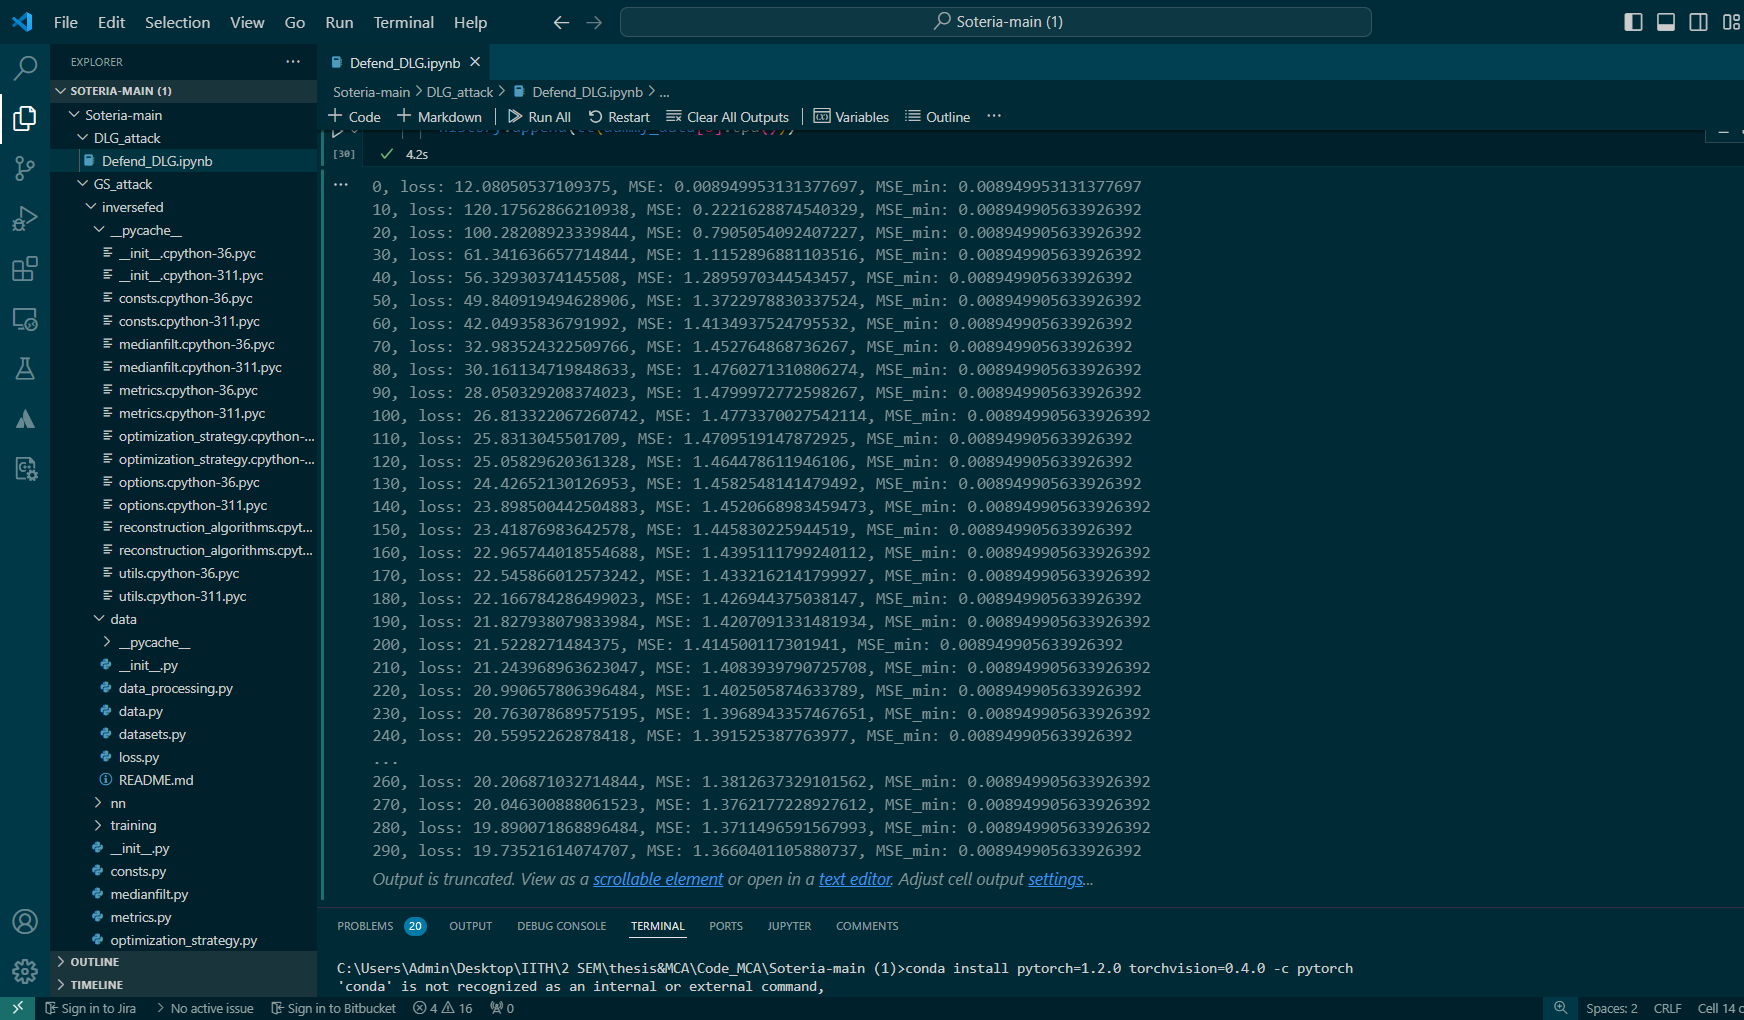 File Edit Selection View Go Run Terminal Help
Soteria-main (1)
EXPLORER
SOTERIA-MAIN (1)
Soteria-main
DLG_attack
Defend_DLG.ipynb
GS_attack
inversefed
__pycache__
__init__.cpython-36.pyc
__init__.cpython-311.pyc
consts.cpython-36.pyc
consts.cpython-311.pyc
medianfilt.cpython-36.pyc
medianfilt.cpython-311.pyc
metrics.cpython-36.pyc
metrics.cpython-311.pyc
optimization_strategy.cpython-...
optimization_strategy.cpython-...
options.cpython-36.pyc
options.cpython-311.pyc
reconstruction_algorithms.cpyt...
reconstruction_algorithms.cpyt...
utils.cpython-36.pyc
utils.cpython-311.pyc
data
__pycache__
__init__.py
data_processing.py
data.py
datasets.py
loss.py
README.md
nn
training
__init__.py
consts.py
medianfilt.py
metrics.py
optimization_strategy.py
OUTLINE
TIMELINE
Defend_DLG.ipynb
Soteria-main > DLG_attack > Defend_DLG.ipynb > ...
+ Code + Markdown Run All Restart Clear All Outputs Variables Outline ...
[30] 4.2s
0, loss: 12.08050537109375, MSE: 0.008949953131377697, MSE_min: 0.008949953131377697
10, loss: 120.17562866210938, MSE: 0.2221628874540329, MSE_min: 0.008949905633926392
20, loss: 100.28208923339844, MSE: 0.7905054092407227, MSE_min: 0.008949905633926392
30, loss: 61.341636657714844, MSE: 1.1152896881103516, MSE_min: 0.008949905633926392
40, loss: 56.32930374145508, MSE: 1.2895970344543457, MSE_min: 0.008949905633926392
50, loss: 49.840919494628906, MSE: 1.3722978830337524, MSE_min: 0.008949905633926392
60, loss: 42.04935836791992, MSE: 1.4134937524795532, MSE_min: 0.008949905633926392
70, loss: 32.983524322509766, MSE: 1.452764868736267, MSE_min: 0.008949905633926392
80, loss: 30.161134719848633, MSE: 1.4760271310806274, MSE_min: 0.008949905633926392
90, loss: 28.050329208374023, MSE: 1.4799972772598267, MSE_min: 0.008949905633926392
100, loss: 26.813322067260742, MSE: 1.4773370027542114, MSE_min: 0.008949905633926392
110, loss: 25.8313045501709, MSE: 1.4709519147872925, MSE_min: 0.008949905633926392
120, loss: 25.05829620361328, MSE: 1.464478611946106, MSE_min: 0.008949905633926392
130, loss: 24.42652130126953, MSE: 1.4582548141479492, MSE_min: 0.008949905633926392
140, loss: 23.898500442504883, MSE: 1.4520668983459473, MSE_min: 0.008949905633926392
150, loss: 23.41876983642578, MSE: 1.445830225944519, MSE_min: 0.008949905633926392
160, loss: 22.965744018554688, MSE: 1.4395111799240112, MSE_min: 0.008949905633926392
170, loss: 22.545866012573242, MSE: 1.4332162141799927, MSE_min: 0.008949905633926392
180, loss: 22.166784286499023, MSE: 1.426944375038147, MSE_min: 0.008949905633926392
190, loss: 21.827938079833984, MSE: 1.4207091331481934, MSE_min: 0.008949905633926392
200, loss: 21.5228271484375, MSE: 1.414500117301941, MSE_min: 0.008949905633926392
210, loss: 21.243968963623047, MSE: 1.4083939790725708, MSE_min: 0.008949905633926392
220, loss: 20.990657806396484, MSE: 1.402505874633789, MSE_min: 0.008949905633926392
230, loss: 20.763078689575195, MSE: 1.3968943357467651, MSE_min: 0.008949905633926392
240, loss: 20.55952262878418, MSE: 1.391525387763977, MSE_min: 0.008949905633926392
...
260, loss: 20.206871032714844, MSE: 1.3812637329101562, MSE_min: 0.008949905633926392
270, loss: 20.046300888061523, MSE: 1.3762177228927612, MSE_min: 0.008949905633926392
280, loss: 19.890071868896484, MSE: 1.3711496591567993, MSE_min: 0.008949905633926392
290, loss: 19.73521614074707, MSE: 1.3660401105880737, MSE_min: 0.008949905633926392
Output is truncated. View as a scrollable element or open in a text editor. Adjust cell output settings...
PROBLEMS 20 OUTPUT DEBUG CONSOLE TERMINAL PORTS JUPYTER COMMENTS
C:\Users\Admin\Desktop\IITH\2 SEM\thesis&MCA\Code_MCA\Soteria-main (1)>conda install pytorch=1.2.0 torchvision=0.4.0 -c pytorch
'conda' is not recognized as an internal or external command,
Sign in to Jira No active issue Sign in to Bitbucket 4 16 0 Spaces: 2 CRLF Cell 14